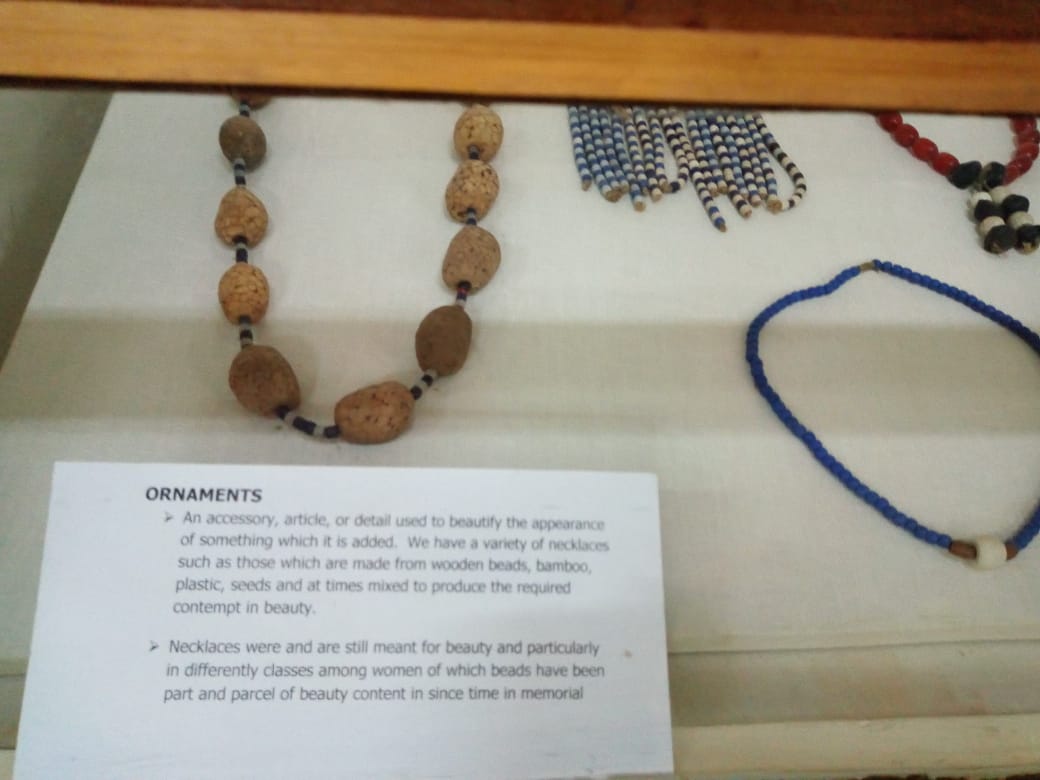 ORNAMENTS
➢ An accessory, article, or detail used to beautify the appearance
of something which it is added. We have a variety of necklaces
such as those which are made from wooden beads, bamboo,
plastic, seeds and at times mixed to produce the required
contempt in beauty.
➢ Necklaces were and are still meant for beauty and particularly
in differently classes among women of which beads have been
part and parcel of beauty content in since time in memorial